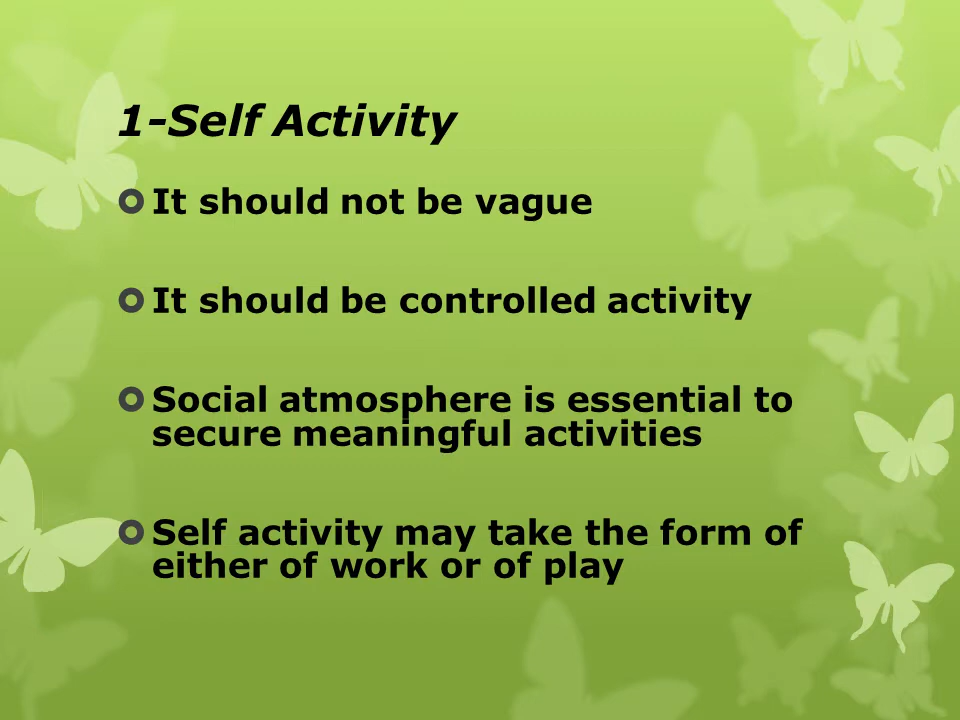 1-Self Activity
It should not be vague
It should be controlled activity
Social atmosphere is essential to
secure meaningful activities
Self activity may take the form of
either of work or of play